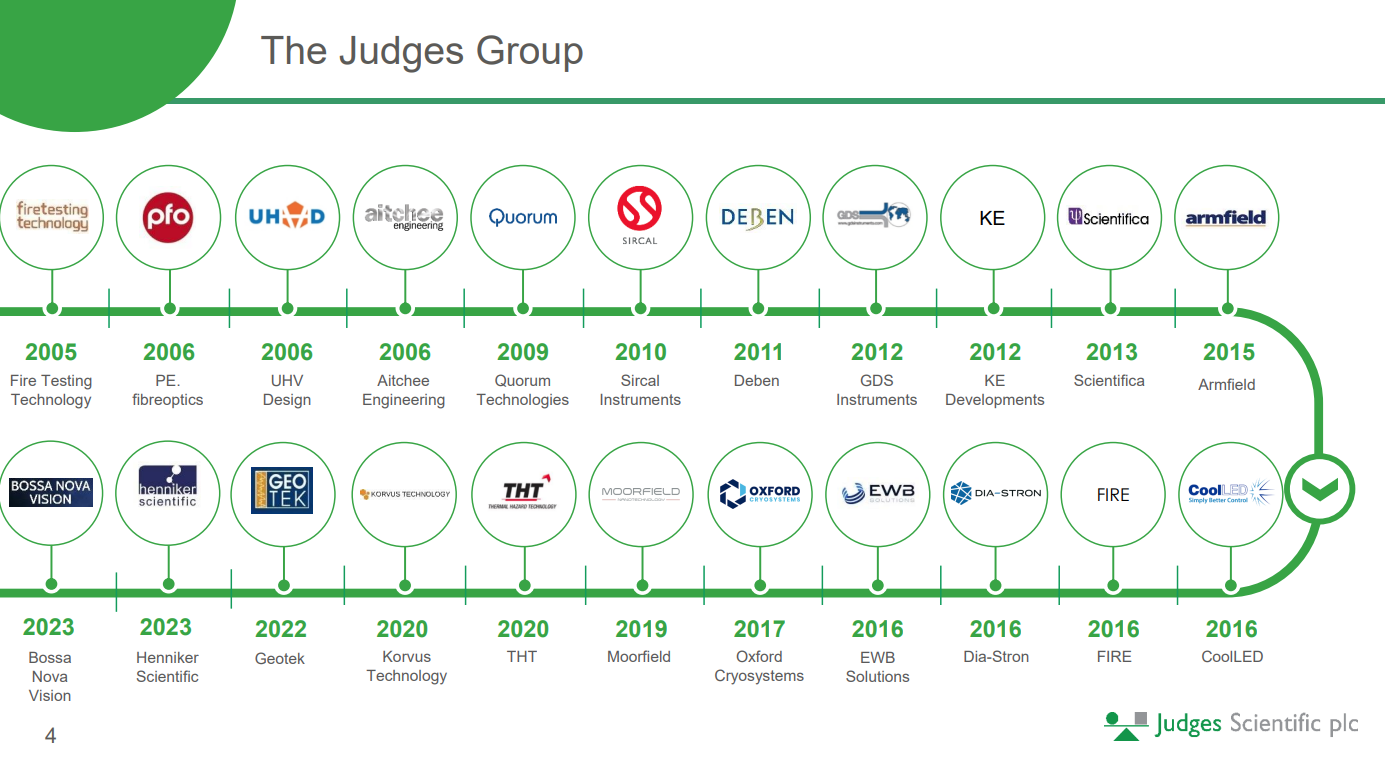 The Judges Group
firetesting
technology
pfo
UHVD
aitchee
engineering
Quorum
SIRCAL
DEBEN
GDS
KE
Scientifica
armfield
2005
Fire Testing
Technology
2006
PE.
fibreoptics
2006
UHV
Design
2006
Aitchee
Engineering
2009
Quorum
Technologies
2010
Sircal
Instruments
2011
Deben
2012
GDS
Instruments
2012
KE
Developments
2013
Scientifica
2015
Armfield
BOSSA NOVA
VISION
henniker
scientific
GEO
TEK
KORVUS TECHNOLOGY
THT
THERMAL HAZARD TECHNOLOGY
MOORFIELD
OXFORD
CRYOSYSTEMS
EWB
SOLUTIONS
DIA-STRON
FIRE
CoolLED
Simply Better Control
2023
Bossa
Nova
Vision
2023
Henniker
Scientific
2022
Geotek
2020
Korvus
Technology
2020
THT
2019
Moorfield
2017
Oxford
Cryosystems
2016
EWB
Solutions
2016
Dia-Stron
2016
FIRE
2016
CoolLED
4
Judges Scientific plc